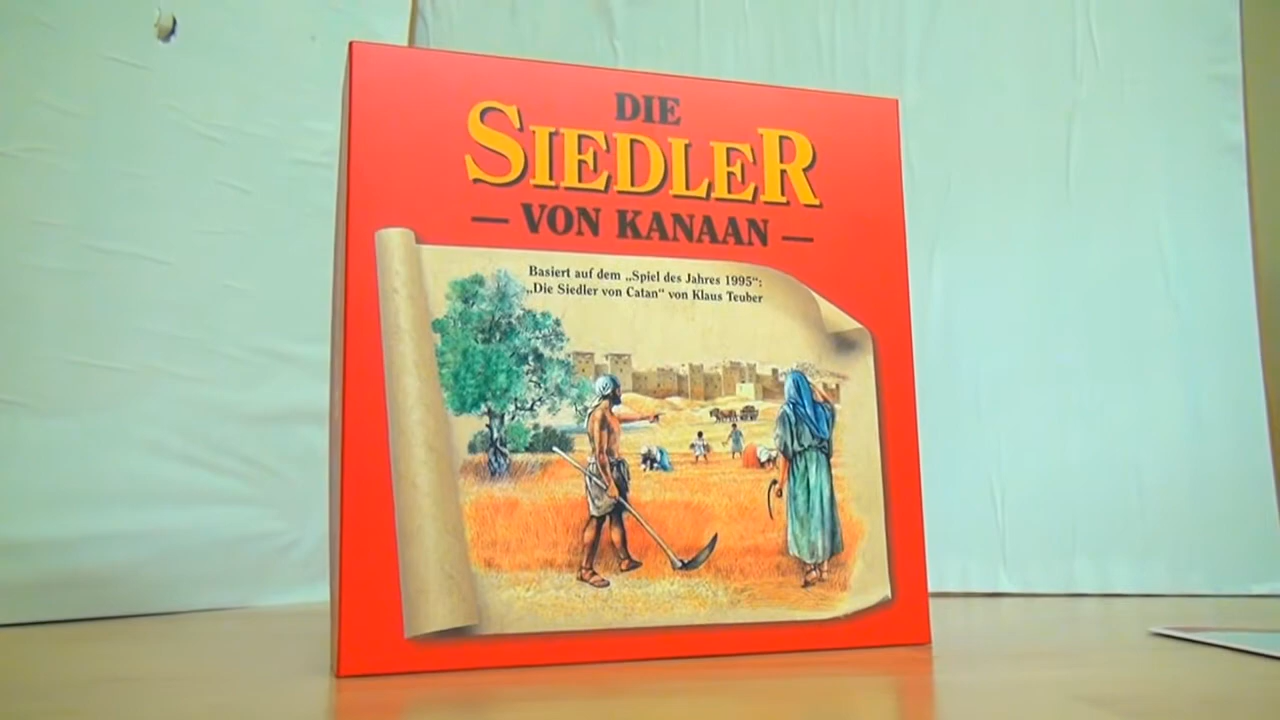 DIE
SIEDLER
— VON KANAAN —
Basiert auf dem „Spiel des Jahres 1995“:
„Die Siedler von Catan“ von Klaus Teuber